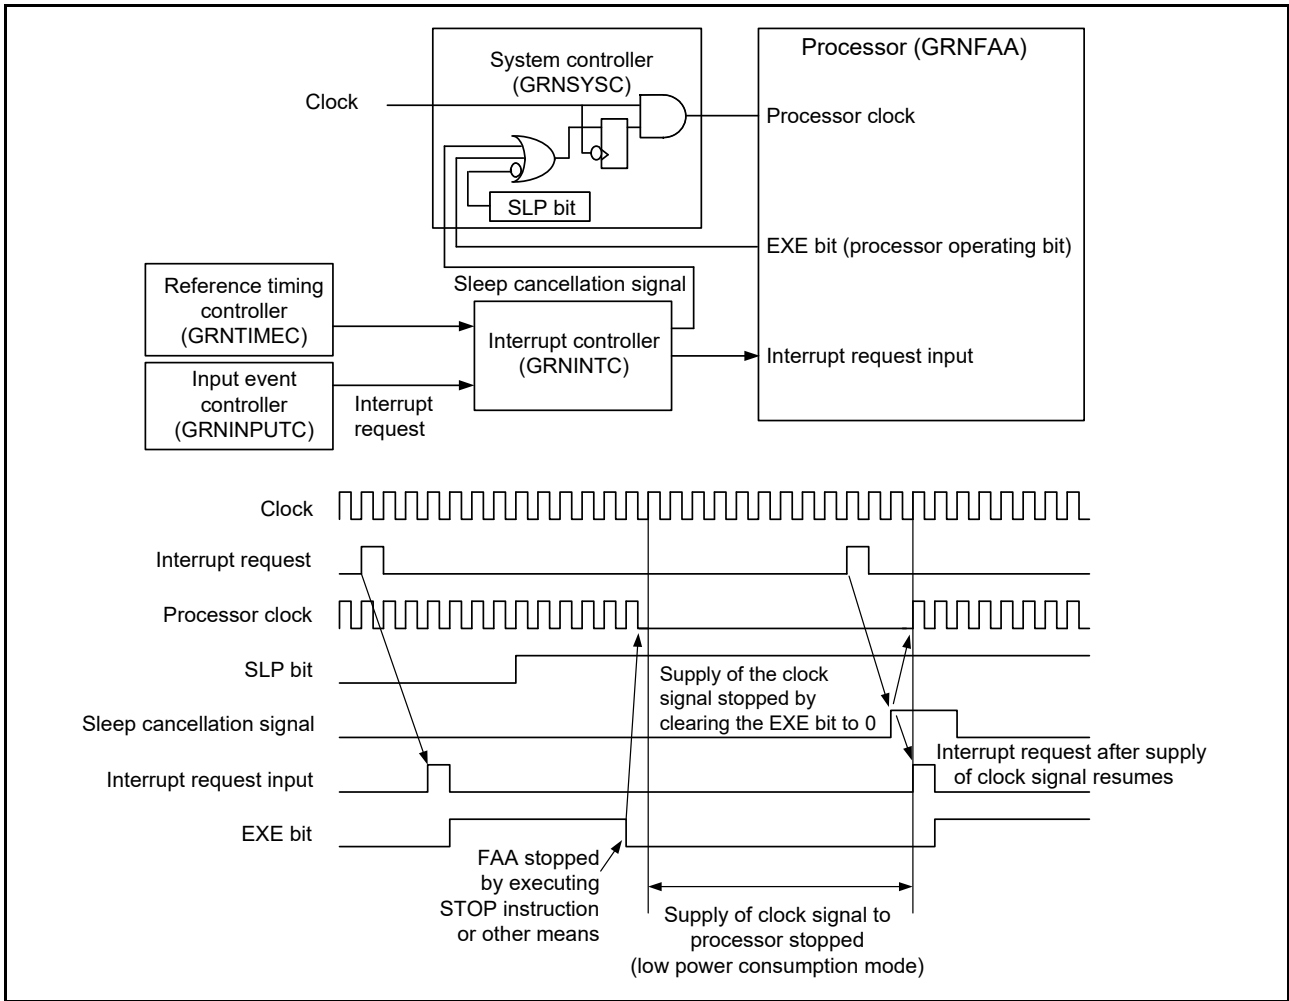 System controller
(GRNSYSC)
Processor (GRNFAA)
Clock
Processor clock
SLP bit
EXE bit (processor operating bit)
Sleep cancellation signal
Reference timing
controller
(GRNTIMEC)
Interrupt controller
(GRNINTC)
Interrupt request input
Input event
controller
(GRNINPUTC)
Interrupt
request
Clock
Interrupt request
Processor clock
SLP bit
Supply of the clock
signal stopped by
clearing the EXE bit to 0
Sleep cancellation signal
Interrupt request after supply
of clock signal resumes
Interrupt request input
EXE bit
FAA stopped
by executing
STOP instruction
or other means
Supply of clock signal to
processor stopped
(low power consumption mode)